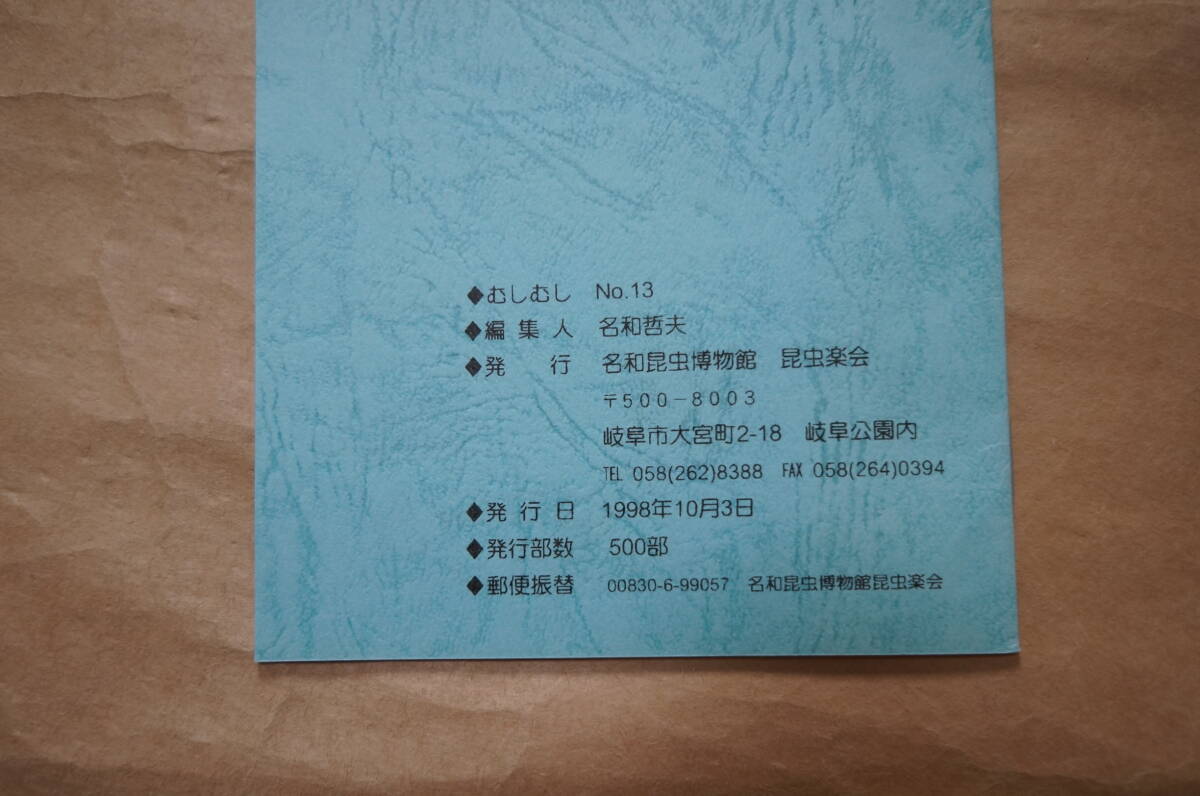 ◆むしむし　No.13
◆編 集 人　名和哲夫
◆発　　行　名和昆虫博物館　昆虫楽会
〒500-8003
岐阜市大宮町2-18　岐阜公園内
TEL 058(262)8388　FAX 058(264)0394
◆発 行 日　1998年10月3日
◆発行部数　500部
◆郵便振替　00830-6-99057　名和昆虫博物館昆虫楽会